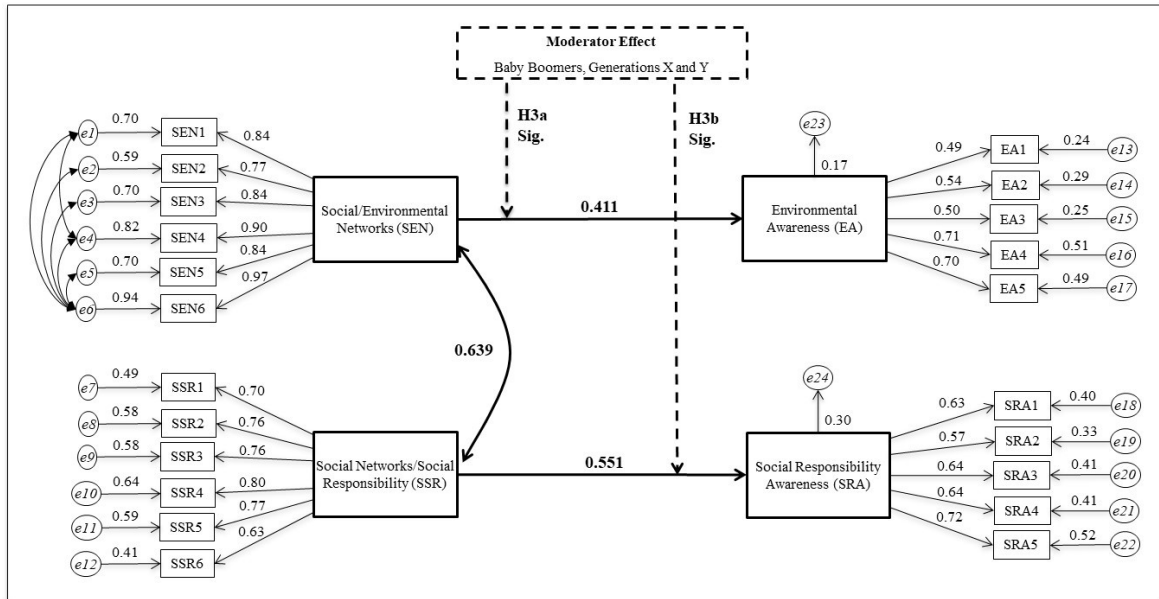 Moderator Effect
Baby Boomers, Generations X and Y
H3a
Sig.
H3b
Sig.
e1
0.70
SEN1
0.84
e2
0.59
SEN2
0.77
e3
0.70
SEN3
0.84
e4
0.82
SEN4
0.90
e5
0.70
SEN5
0.84
e6
0.94
SEN6
0.97
Social/Environmental
Networks (SEN)
0.411
e23
0.17
Environmental
Awareness (EA)
0.49
EA1
0.24
e13
0.54
EA2
0.29
e14
0.50
EA3
0.25
e15
0.71
EA4
0.51
e16
0.70
EA5
0.49
e17
0.639
e7
0.49
SSR1
0.70
e8
0.58
SSR2
0.76
e9
0.58
SSR3
0.76
e10
0.64
SSR4
0.80
e11
0.59
SSR5
0.77
e12
0.41
SSR6
0.63
Social Networks/Social
Responsibility (SSR)
0.551
e24
0.30
Social Responsibility
Awareness (SRA)
0.63
SRA1
0.40
e18
0.57
SRA2
0.33
e19
0.64
SRA3
0.41
e20
0.64
SRA4
0.41
e21
0.72
SRA5
0.52
e22